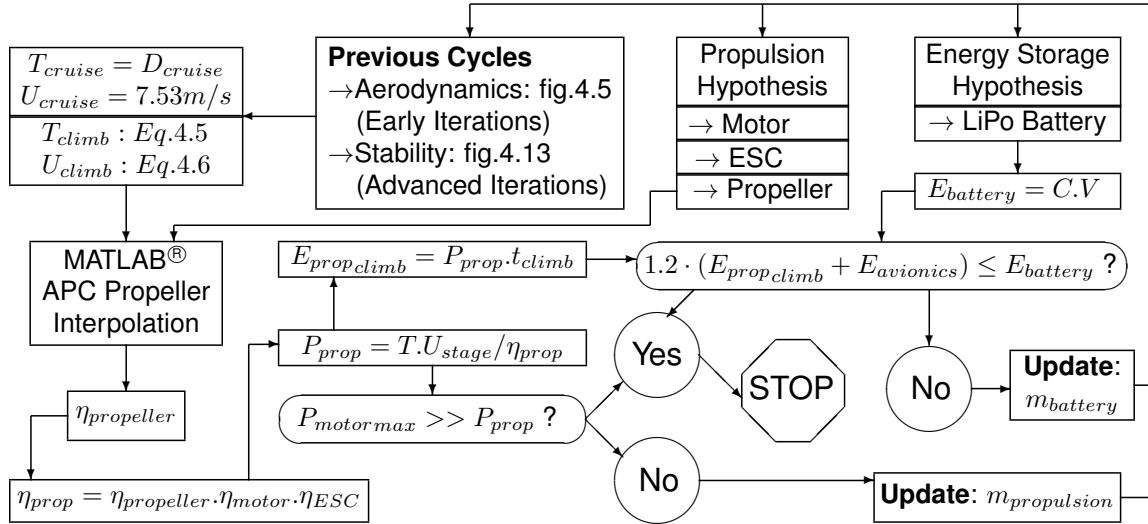 T_cruise = D_cruise
U_cruise = 7.53m/s
T_climb : Eq.4.5
U_climb : Eq.4.6
Previous Cycles
→Aerodynamics: fig.4.5
(Early Iterations)
→Stability: fig.4.13
(Advanced Iterations)
Propulsion
Hypothesis
→ Motor
→ ESC
→ Propeller
Energy Storage
Hypothesis
→ LiPo Battery
E_battery = C.V
MATLAB®
APC Propeller
Interpolation
E_prop_climb = P_prop.t_climb
1.2 · (E_prop_climb + E_avionics) ≤ E_battery ?
P_prop = T.U_stage/η_prop
Yes
STOP
No
Update:
m_battery
η_propeller
P_motor_max >> P_prop ?
No
η_prop = η_propeller.η_motor.η_ESC
Update: m_propulsion